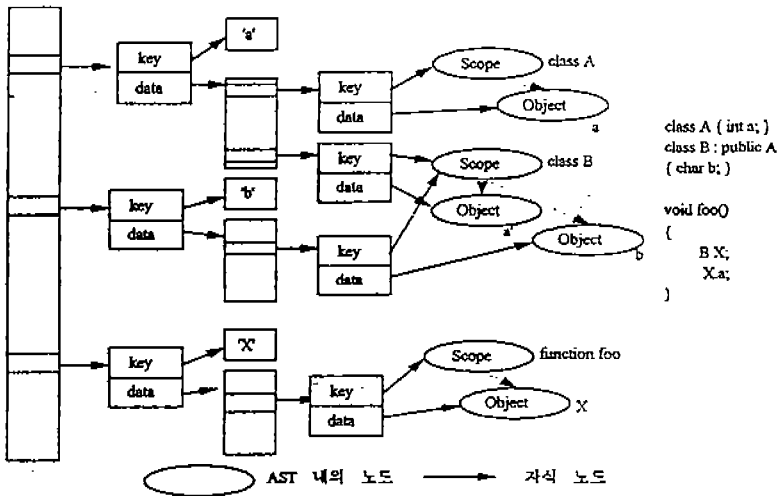 'a'
key
data
key
data
Scope
class A
Object
a
class A { int a; }
class B : public A
{ char b; }
void foo()
{
B X;
X.a;
}
key
data
Scope
class B
Object
a'
'b'
key
data
key
data
Object
b
'X'
key
data
key
data
Scope
function foo
Object
X
AST 내의 노드
자식 노드